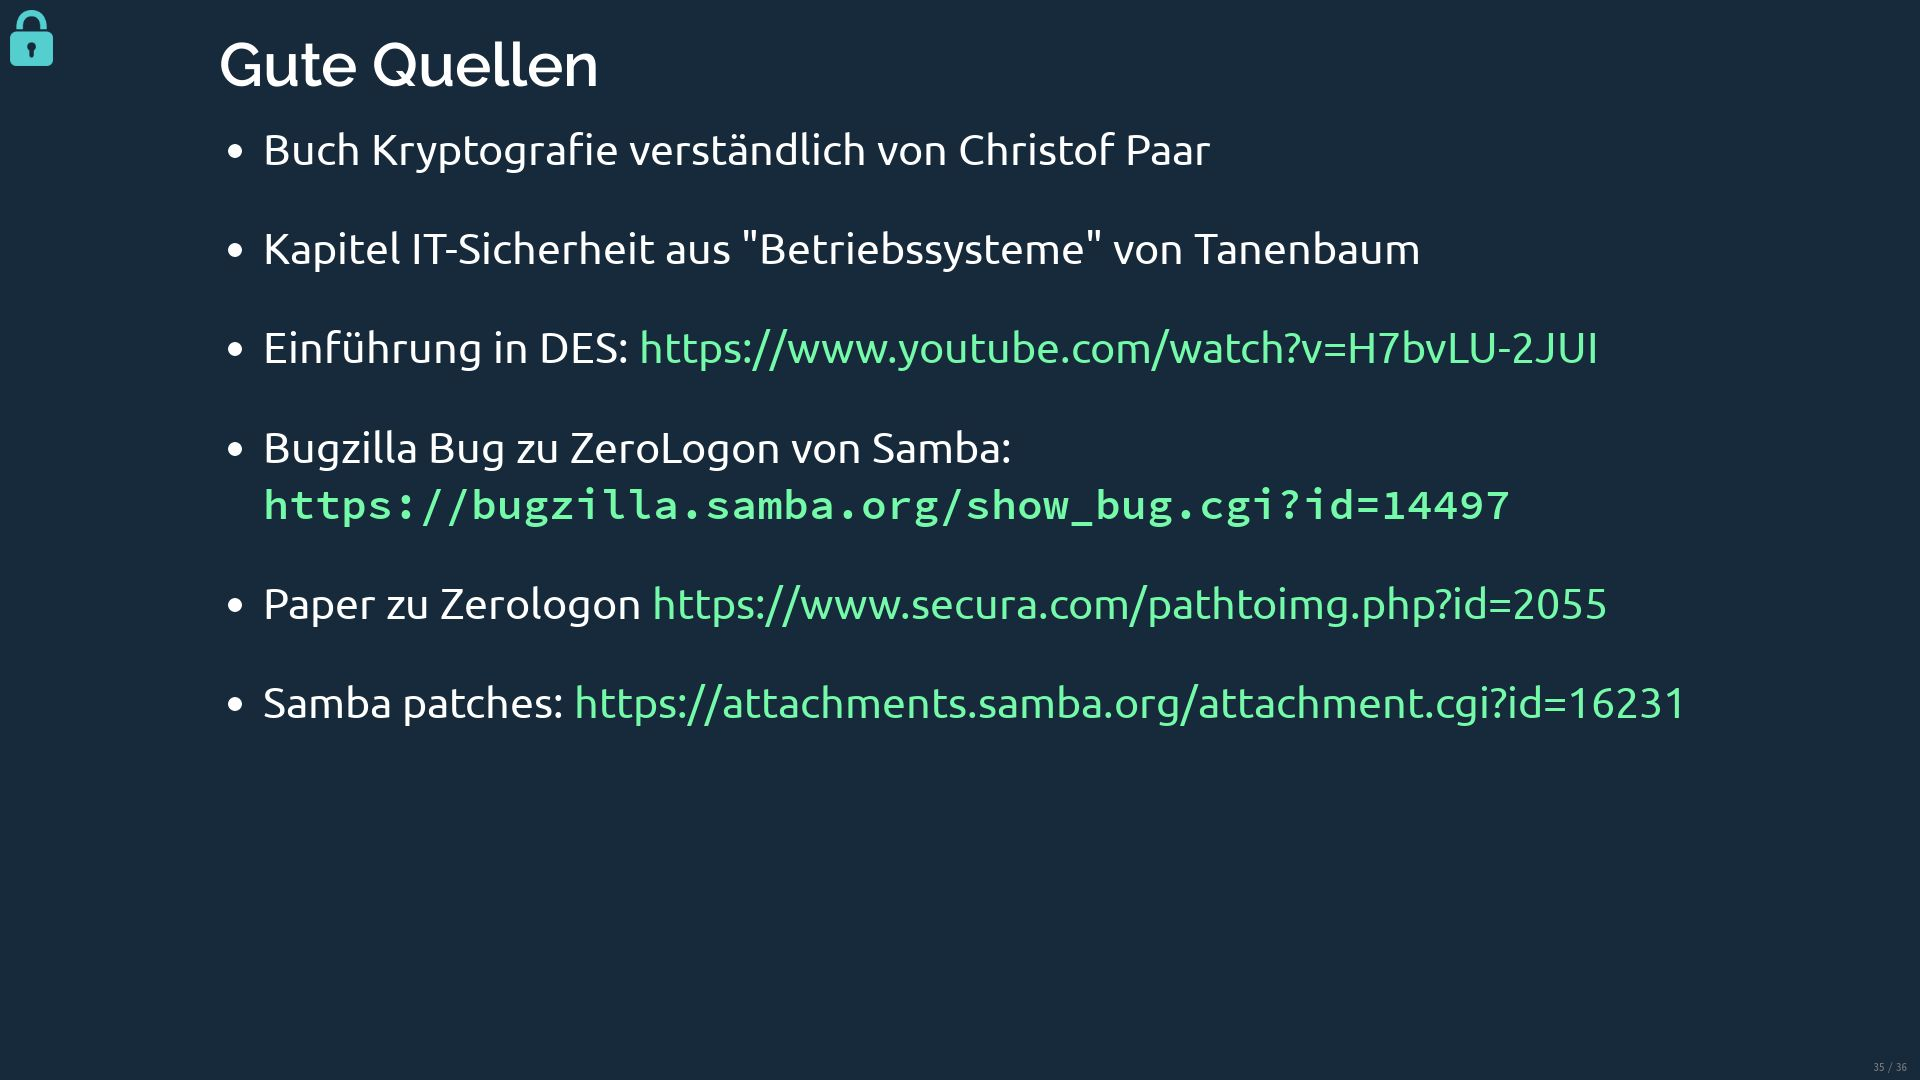 Gute Quellen
• Buch Kryptografie verständlich von Christof Paar
• Kapitel IT-Sicherheit aus "Betriebssysteme" von Tanenbaum
• Einführung in DES: https://www.youtube.com/watch?v=H7bvLU-2JUI
• Bugzilla Bug zu ZeroLogon von Samba:
https://bugzilla.samba.org/show_bug.cgi?id=14497
• Paper zu Zerologon https://www.secura.com/pathtoimg.php?id=2055
• Samba patches: https://attachments.samba.org/attachment.cgi?id=16231
35 / 36